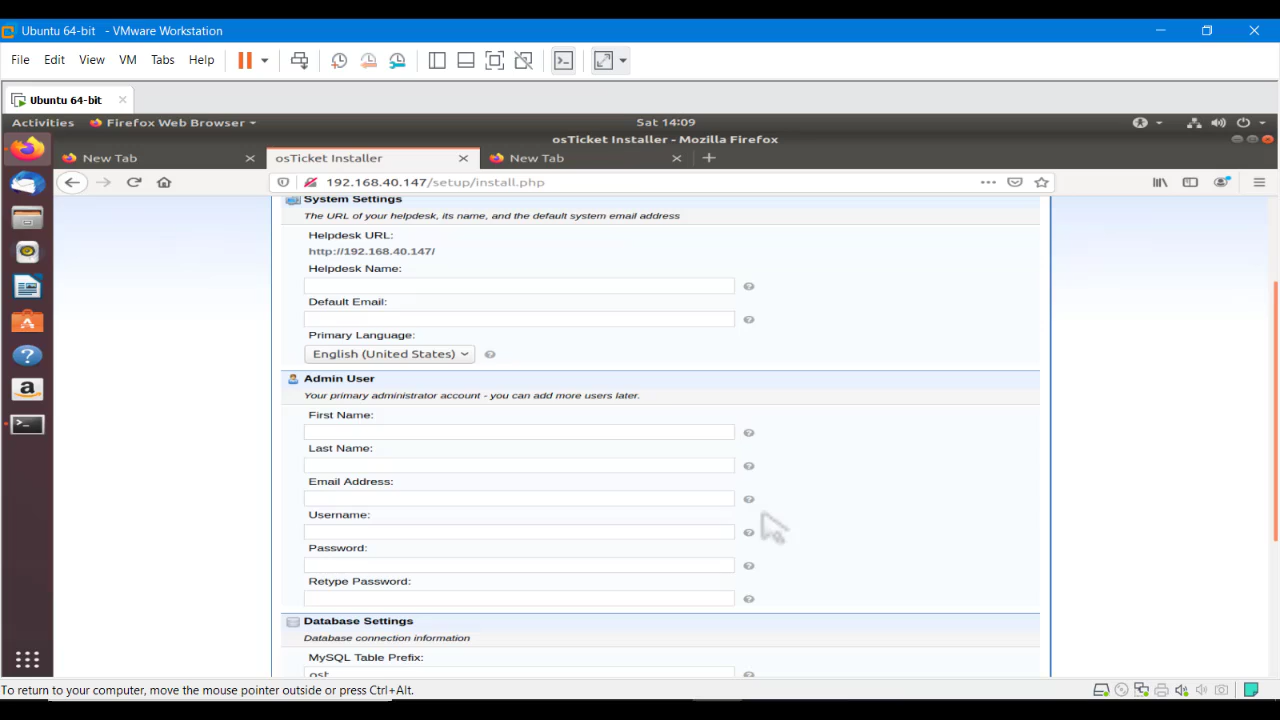 Ubuntu 64-bit - VMware Workstation
File Edit View VM Tabs Help
Ubuntu 64-bit
Activities Firefox Web Browser Sat 14:09
osTicket Installer - Mozilla Firefox
New Tab osTicket Installer New Tab
192.168.40.147/setup/install.php
System Settings
The URL of your helpdesk, its name, and the default system email address
Helpdesk URL:
http://192.168.40.147/
Helpdesk Name:
Default Email:
Primary Language:
English (United States)
Admin User
Your primary administrator account - you can add more users later.
First Name:
Last Name:
Email Address:
Username:
Password:
Retype Password:
Database Settings
Database connection information
MySQL Table Prefix:
ost_
To return to your computer, move the mouse pointer outside or press Ctrl+Alt.